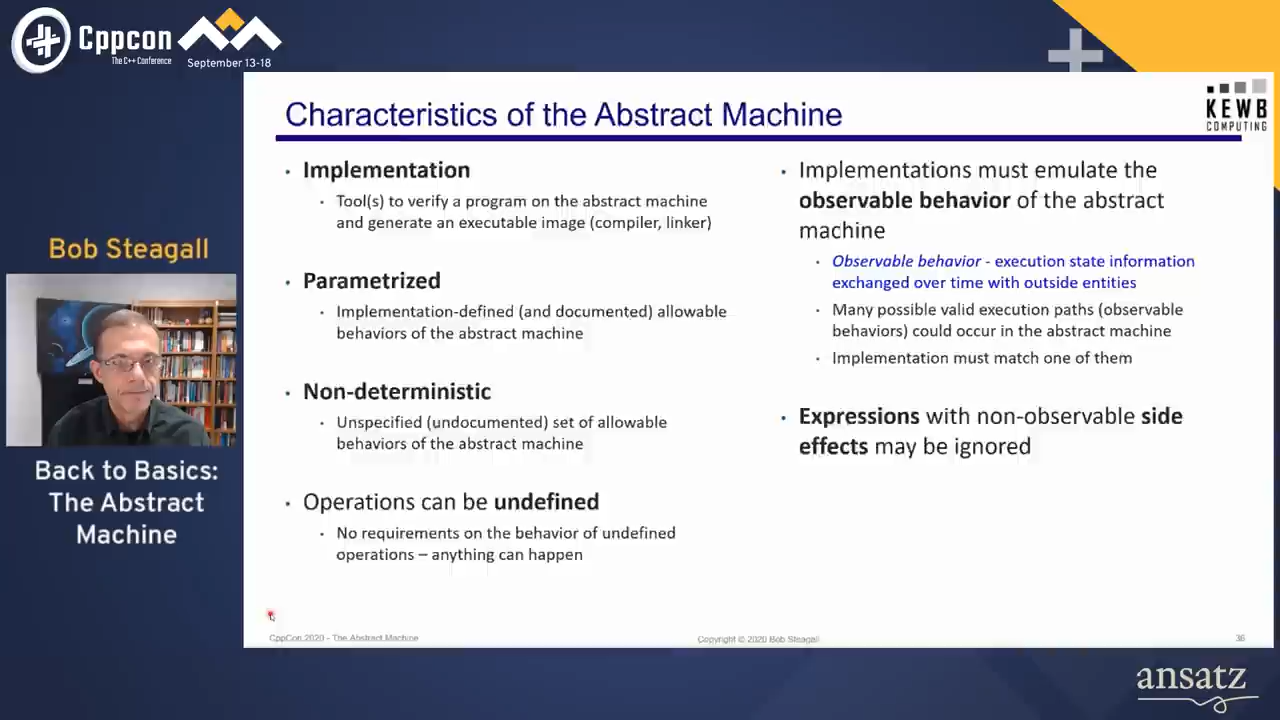 Cppcon
The C++ Conference
September 13-18
Characteristics of the Abstract Machine
KEWB
COMPUTING
• Implementation
• Tool(s) to verify a program on the abstract machine
and generate an executable image (compiler, linker)
• Parametrized
• Implementation-defined (and documented) allowable
behaviors of the abstract machine
• Non-deterministic
• Unspecified (undocumented) set of allowable
behaviors of the abstract machine
• Operations can be undefined
• No requirements on the behavior of undefined
operations – anything can happen
• Implementations must emulate the
observable behavior of the abstract
machine
• Observable behavior - execution state information
exchanged over time with outside entities
• Many possible valid execution paths (observable
behaviors) could occur in the abstract machine
• Implementation must match one of them
• Expressions with non-observable side
effects may be ignored
Bob Steagall
Back to Basics:
The Abstract
Machine
CppCon 2020 - The Abstract Machine
Copyright © 2020 Bob Steagall
36
ansatz